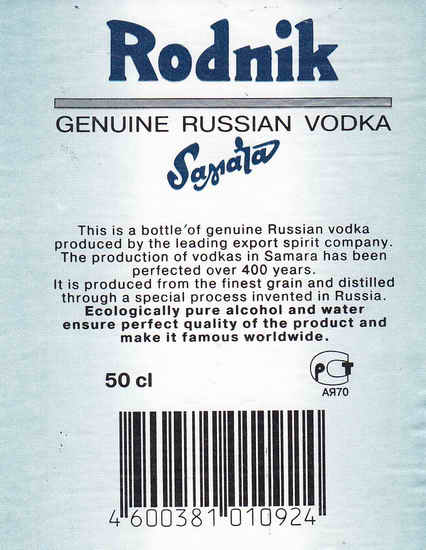 Rodnik
GENUINE RUSSIAN VODKA
Samara
This is a bottle of genuine Russian vodka
produced by the leading export spirit company.
The production of vodkas in Samara has been
perfected over 400 years.
It is produced from the finest grain and distilled
through a special process invented in Russia.
Ecologically pure alcohol and water
ensure perfect quality of the product and
make it famous worldwide.
50 cl
РСТ
АЯ70
4 600381 010924